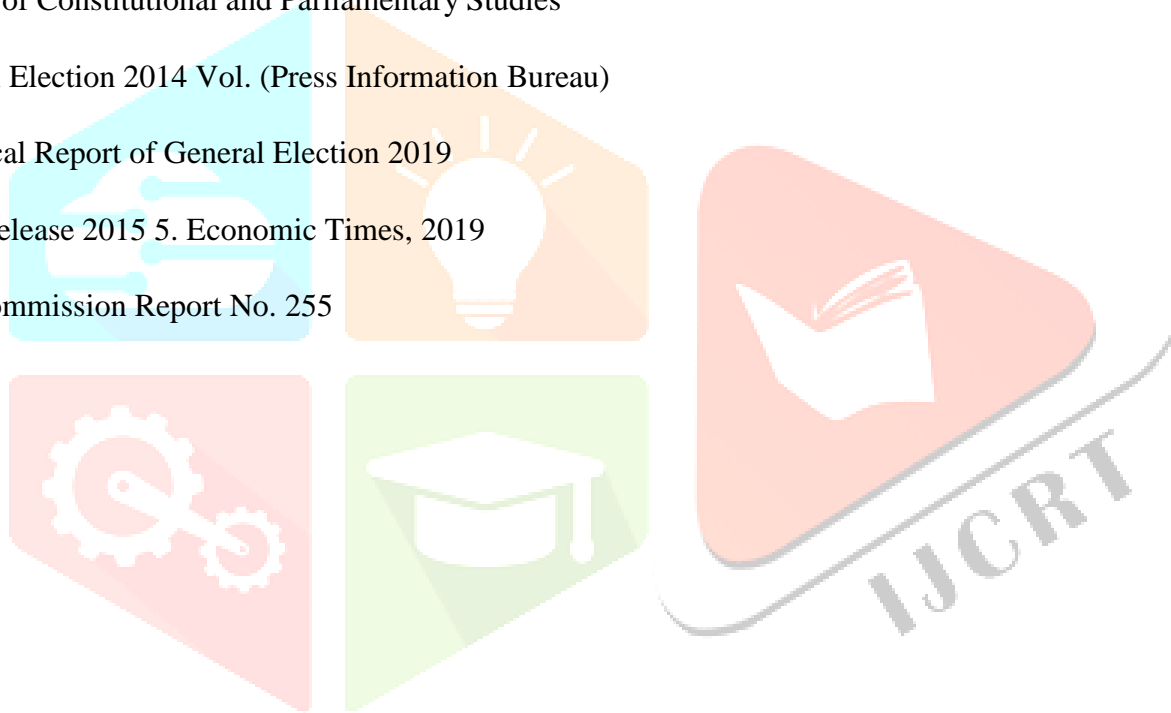 of Constitutional and Parliamentary Studies
Election 2014 Vol. (Press Information Bureau)
cal Report of General Election 2019
elease 2015 5. Economic Times, 2019
ommission Report No. 255
IJCRT